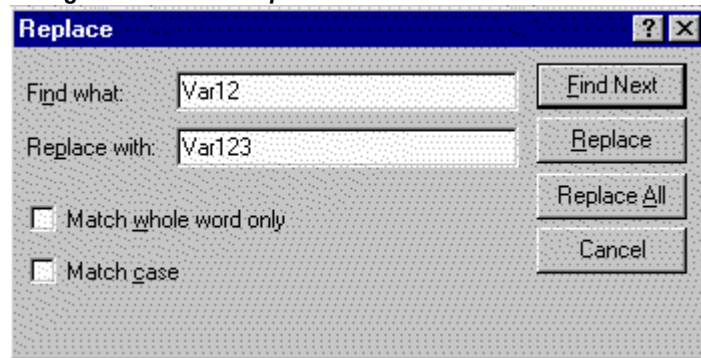 Replace
Find what: Var12
Find Next
Replace with: Var123
Replace
Replace All
Match whole word only
Cancel
Match case